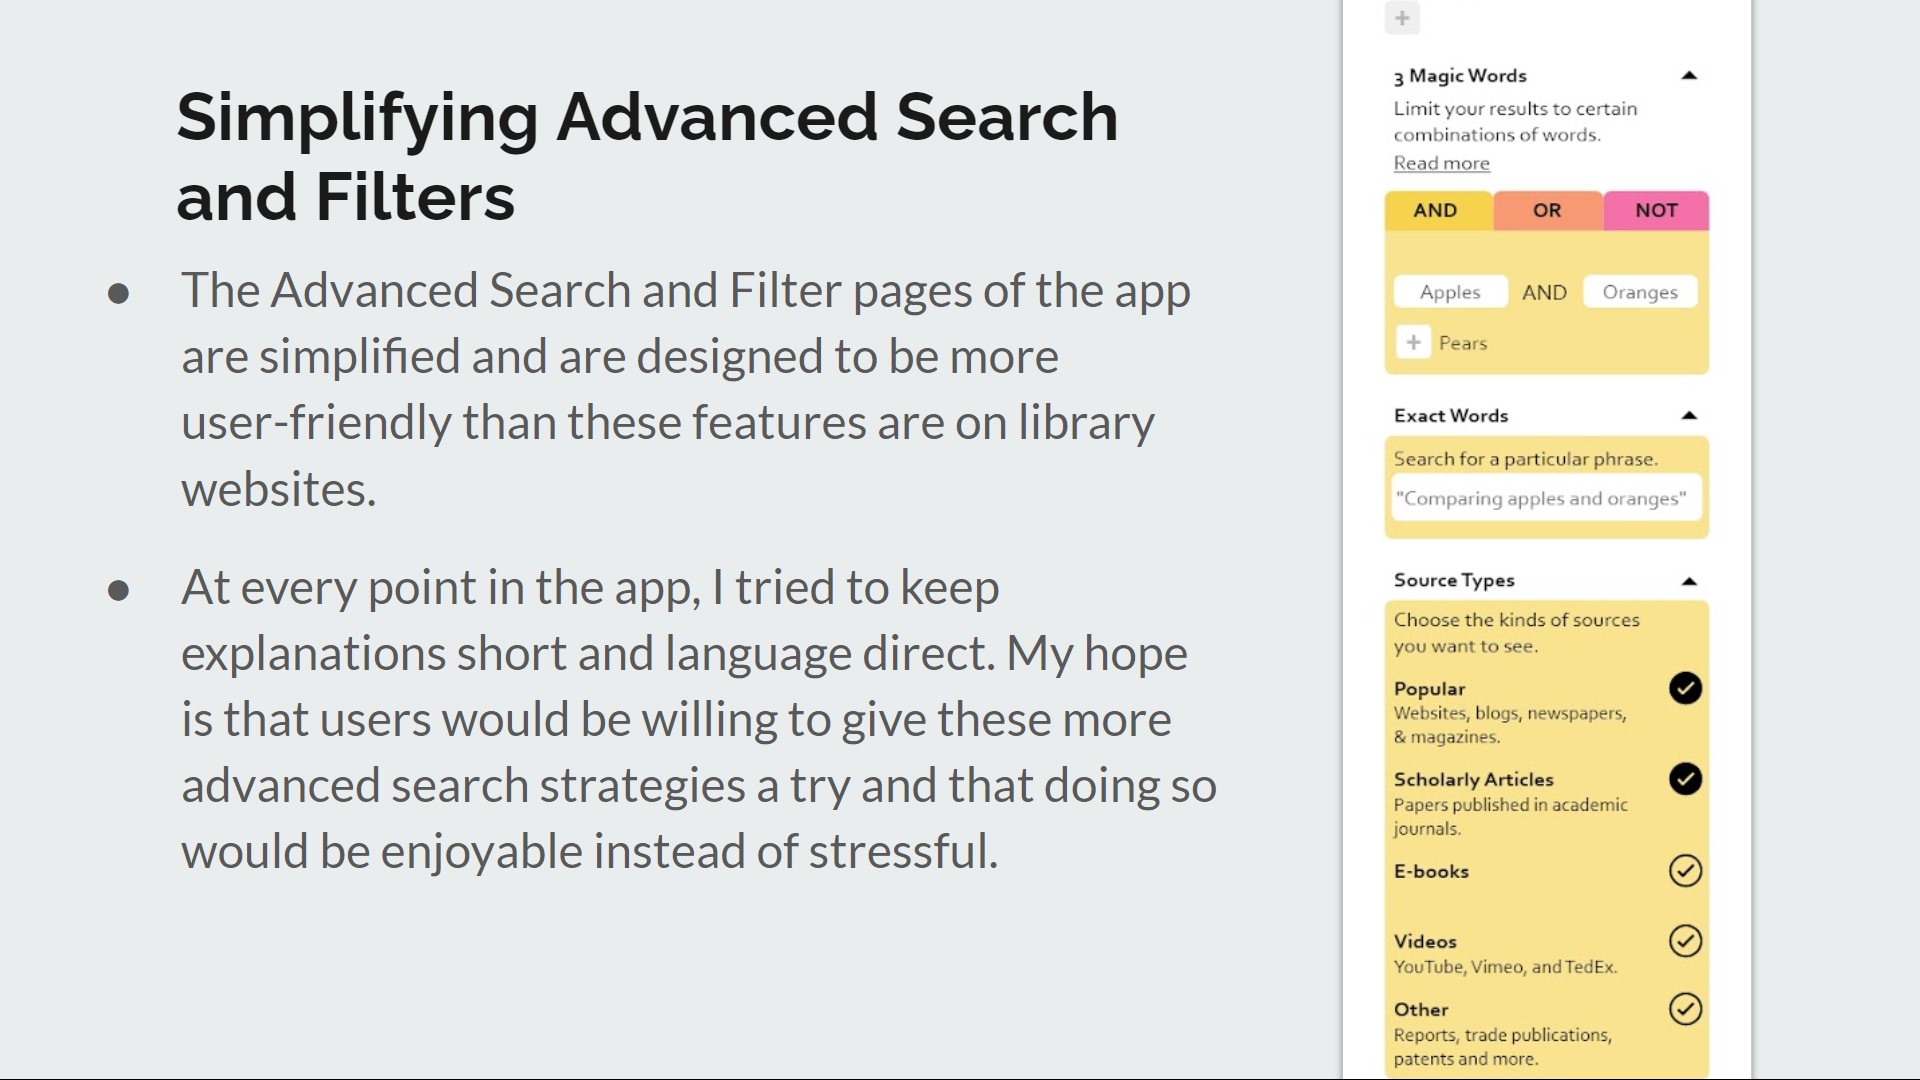 Simplifying Advanced Search
and Filters
● The Advanced Search and Filter pages of the app
are simplified and are designed to be more
user-friendly than these features are on library
websites.
● At every point in the app, I tried to keep
explanations short and language direct. My hope
is that users would be willing to give these more
advanced search strategies a try and that doing so
would be enjoyable instead of stressful.
+
3 Magic Words
Limit your results to certain
combinations of words.
Read more
AND OR NOT
Apples AND Oranges
+ Pears
Exact Words
Search for a particular phrase.
"Comparing apples and oranges"
Source Types
Choose the kinds of sources
you want to see.
Popular
Websites, blogs, newspapers,
& magazines.
Scholarly Articles
Papers published in academic
journals.
E-books
Videos
YouTube, Vimeo, and TedEx.
Other
Reports, trade publications,
patents and more.